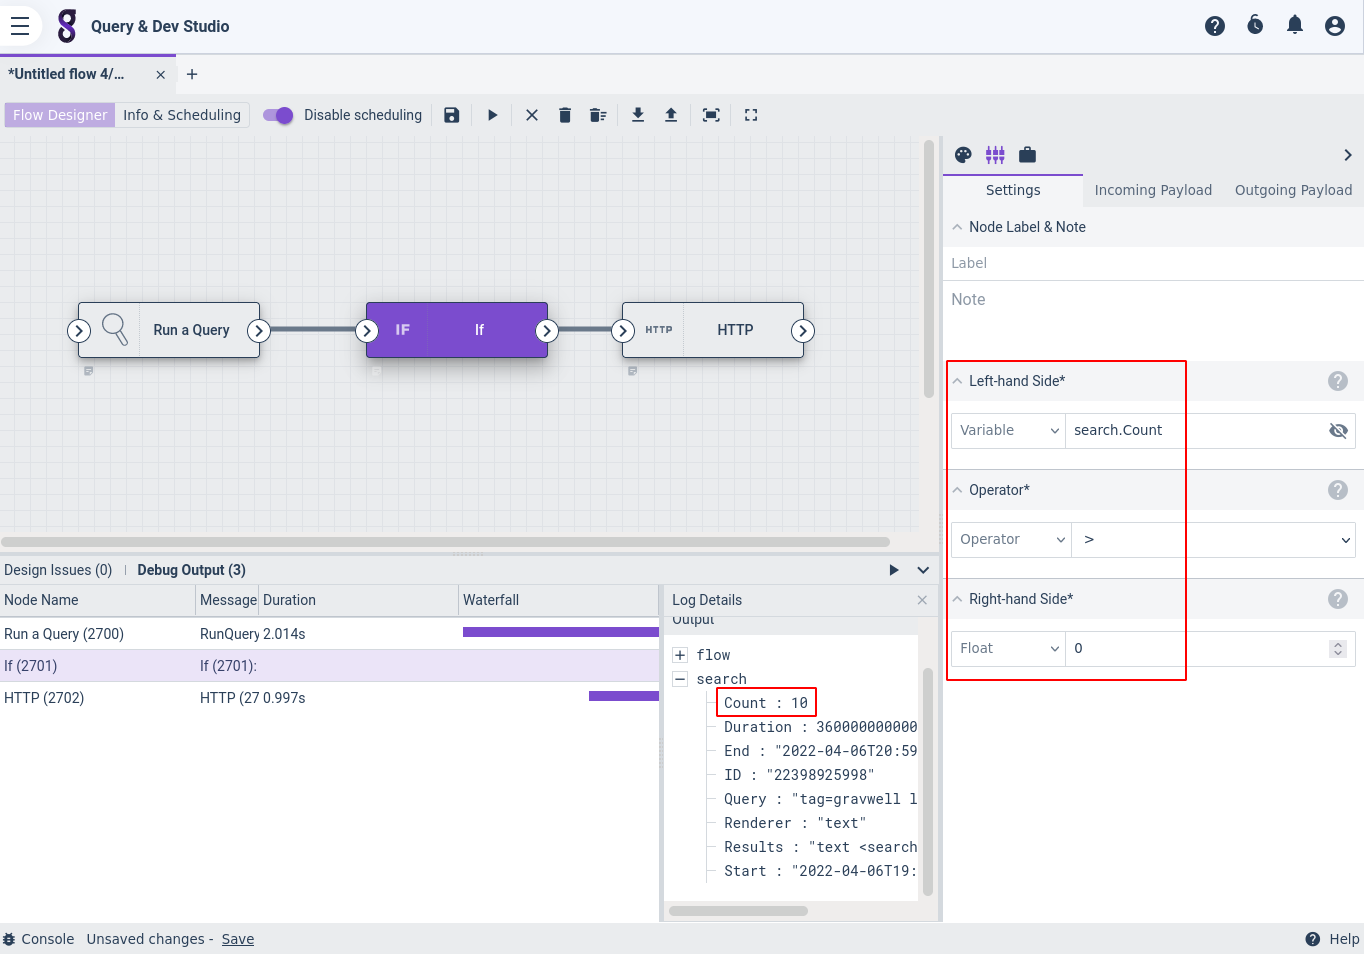 Query & Dev Studio
*Untitled flow 4/...
Flow Designer
Info & Scheduling
Disable scheduling
Run a Query
IF
If
HTTP
HTTP
Settings
Incoming Payload
Outgoing Payload
Node Label & Note
Label
Note
Left-hand Side*
Variable
search.Count
Operator*
Operator
>
Right-hand Side*
Float
0
Design Issues (0)
Debug Output (3)
Node Name
Message
Duration
Waterfall
Run a Query (2700)
RunQuery
2.014s
If (2701)
If (2701):
HTTP (2702)
HTTP (27
0.997s
Log Details
Output
flow
search
Count : 10
Duration : 360000000000
End : "2022-04-06T20:59
ID : "22398925998"
Query : "tag=gravwell l
Renderer : "text"
Results : "text <search
Start : "2022-04-06T19:
Console
Unsaved changes -
Save
Help